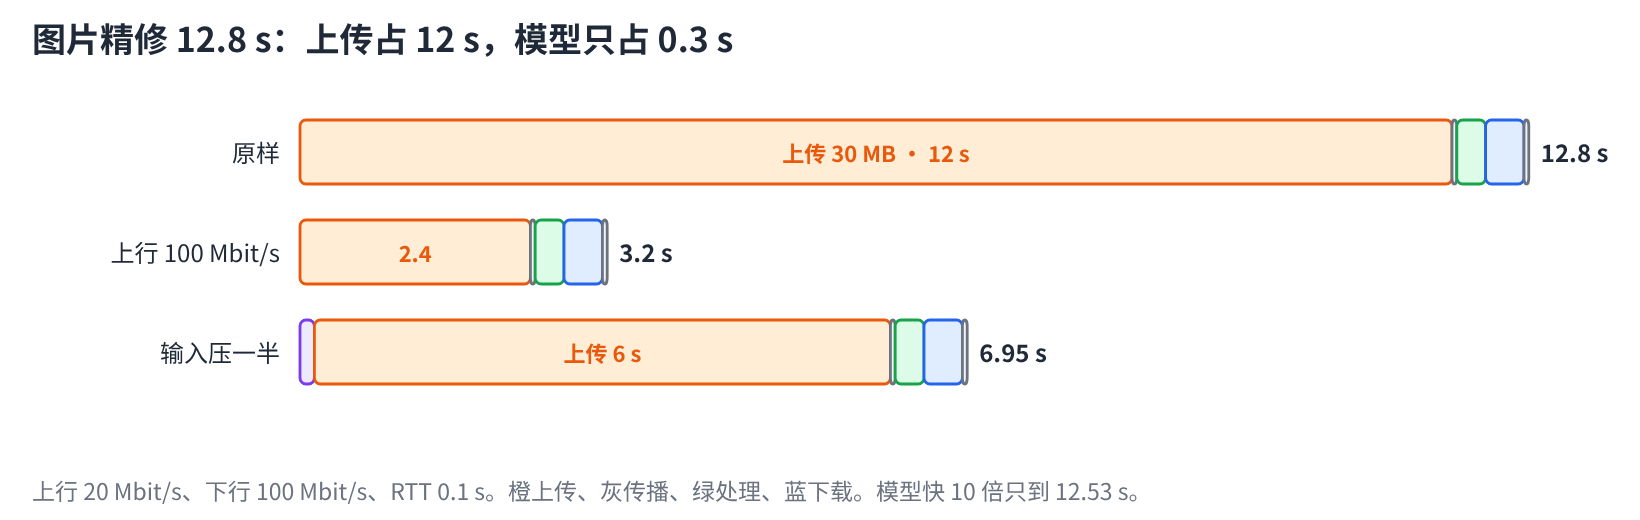 图片精修 12.8 s：上传占 12 s，模型只占 0.3 s
原样
上传 30 MB · 12 s
12.8 s
上行 100 Mbit/s
2.4
3.2 s
输入压一半
上传 6 s
6.95 s
上行 20 Mbit/s、下行 100 Mbit/s、RTT 0.1 s。橙上传、灰传播、绿处理、蓝下载。模型快 10 倍只到 12.53 s。